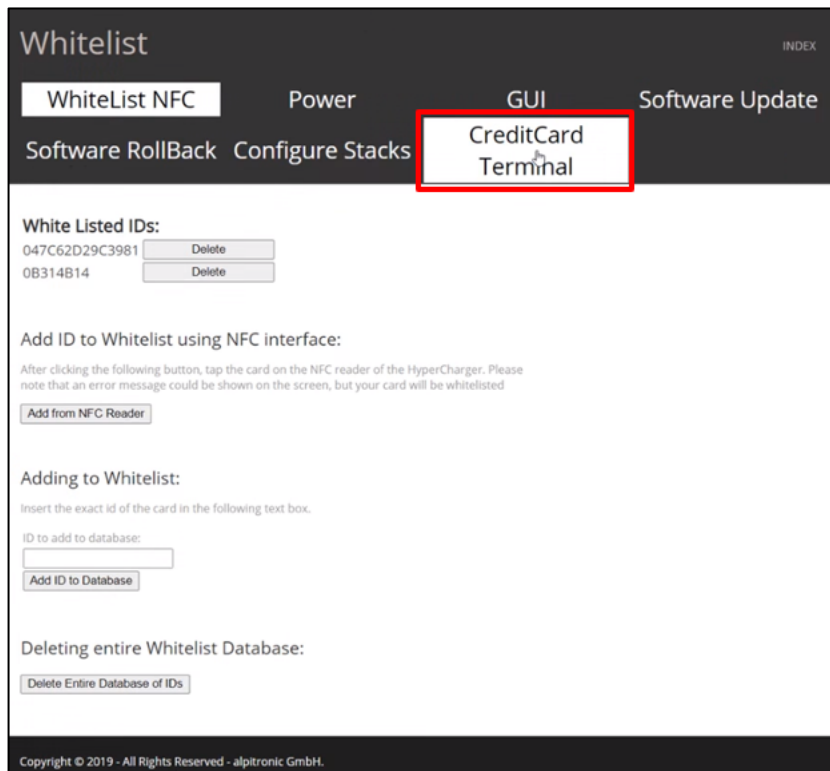 Whitelist
INDEX
WhiteList NFC
Power
GUI
Software Update
Software RollBack
Configure Stacks
CreditCard
Terminal
White Listed IDs:
047C62D29C3981 Delete
0B314B14 Delete
Add ID to Whitelist using NFC interface:
After clicking the following button, tap the card on the NFC reader of the HyperCharger. Please
note that an error message could be shown on the screen, but your card will be whitelisted
Add from NFC Reader
Adding to Whitelist:
Insert the exact id of the card in the following text box.
ID to add to database:
Add ID to Database
Deleting entire Whitelist Database:
Delete Entire Database of IDs
Copyright © 2019 - All Rights Reserved - alpitronic GmbH.